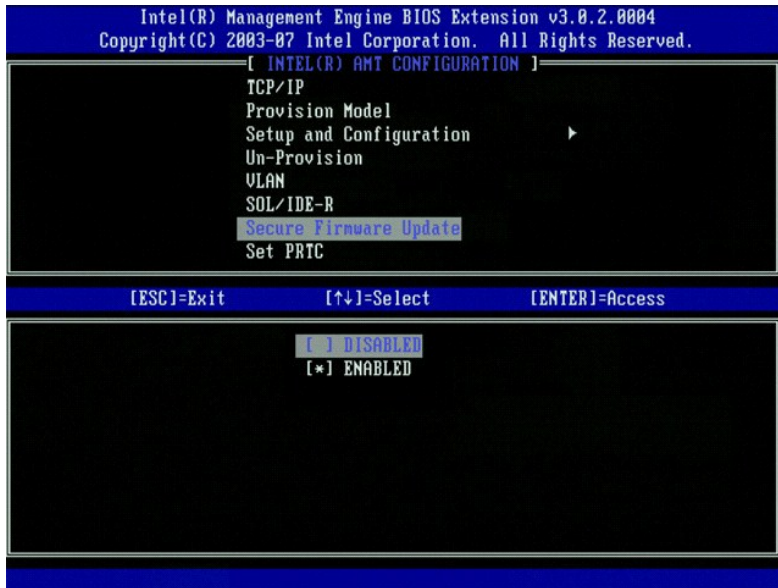 Intel(R) Management Engine BIOS Extension v3.0.2.0004
Copyright(C) 2003-07 Intel Corporation. All Rights Reserved.
[ INTEL(R) AMT CONFIGURATION ]
TCP/IP
Provision Model
Setup and Configuration
Un-Provision
VLAN
SOL/IDE-R
Secure Firmware Update
Set PRTC
[ESC]=Exit [↑↓]=Select [ENTER]=Access
[ ] DISABLED
[*] ENABLED